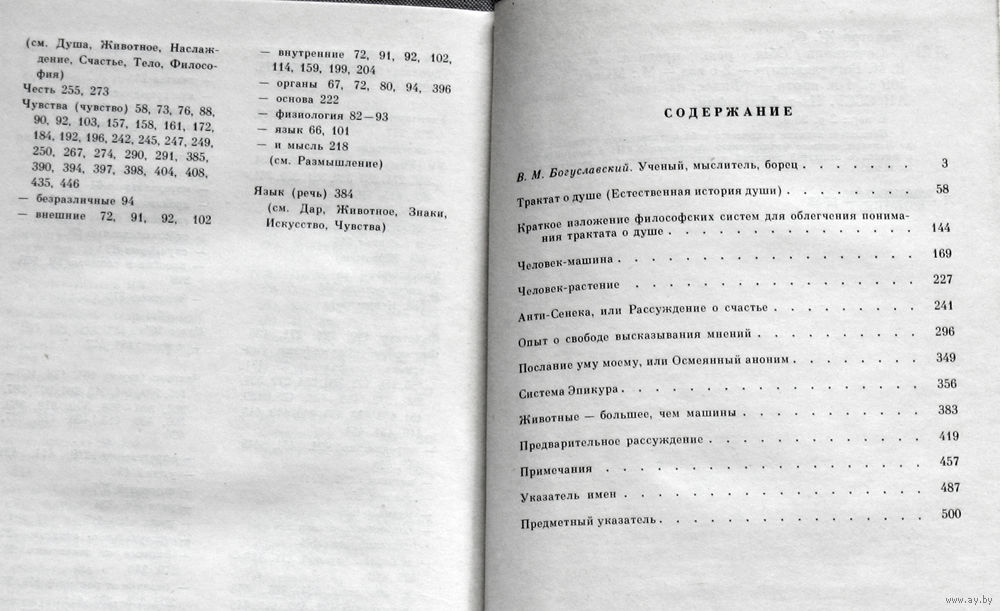 (см. Душа, Животное, Наслаж-
дение, Счастье, Тело, Филосо-
фия)
Честь 255, 273
Чувства (чувство) 58, 73, 76, 88,
90, 92, 103, 157, 158, 161, 172,
184, 192, 196, 242, 245, 247, 249,
250, 267, 274, 290, 291, 385,
390, 394, 397, 398, 404, 408,
435, 446
— безразличные 94
— внешние 72, 91, 92, 102
— внутренние 72, 91, 92, 102,
114, 159, 199, 204
— органы 67, 72, 80, 94, 396
— основа 222
— физиология 82—93
— язык 66, 101
— и мысль 218
(см. Размышление)
Язык (речь) 384
(см. Дар, Животное, Знаки,
Искусство, Чувства)
СОДЕРЖАНИЕ
В. М. Богуславский. Ученый, мыслитель, борец . . . . . . . 3
Трактат о душе (Естественная история души) . . . . . . . . 58
Краткое изложение философских систем для облегчения понима-
ния трактата о душе . . . . . . . . . . . . . . . 144
Человек-машина . . . . . . . . . . . . . . . . . . 169
Человек-растение . . . . . . . . . . . . . . . . . 227
Анти-Сенека, или Рассуждение о счастье . . . . . . . . . 241
Опыт о свободе высказывания мнений . . . . . . . . . . 296
Послание уму моему, или Осмеянный аноним . . . . . . . . 349
Система Эпикура . . . . . . . . . . . . . . . . . . 356
Животные — большее, чем машины . . . . . . . . . . . 383
Предварительное рассуждение . . . . . . . . . . . . . 419
Примечания . . . . . . . . . . . . . . . . . . . 457
Указатель имен . . . . . . . . . . . . . . . . . . 487
Предметный указатель . . . . . . . . . . . . . . . . 500
www.ay.by